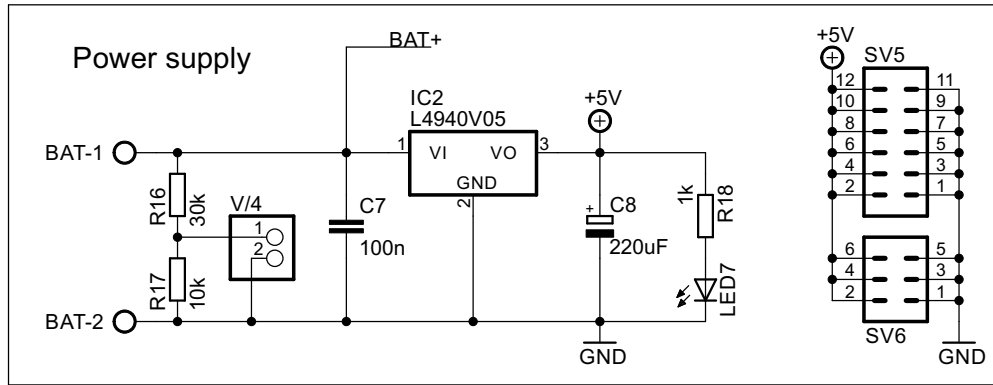 Power supply
BAT+
+5V
SV5
12 11
10 9
8 7
6 5
4 3
2 1
IC2
L4940V05
+5V
BAT-1
1 VI VO 3
GND
2
R16
30k
V/4
1
2
C7
100n
+
C8
220uF
1k
R18
R17
10k
LED7
6 5
4 3
2 1
SV6
BAT-2
GND
GND